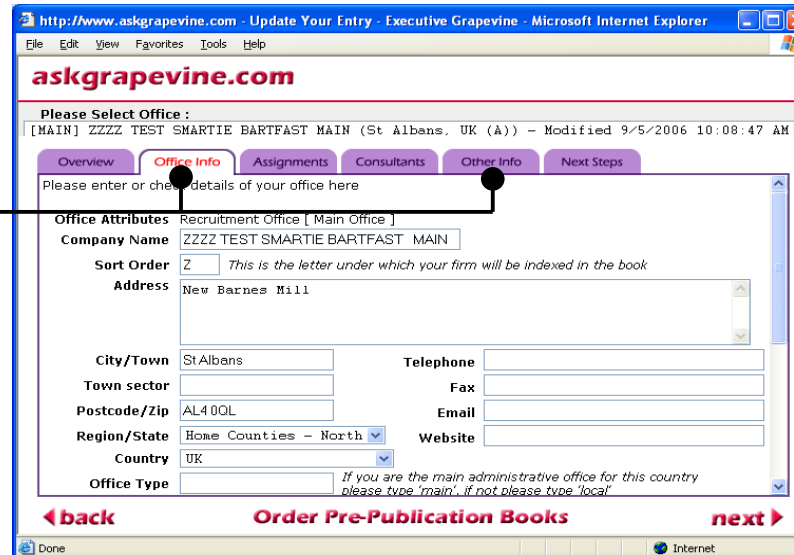 http://www.askgrapevine.com - Update Your Entry - Executive Grapevine - Microsoft Internet Explorer
File Edit View Favorites Tools Help
askgrapevine.com
Please Select Office :
[MAIN] ZZZZ TEST SMARTIE BARTFAST MAIN (St Albans, UK (A)) – Modified 9/5/2006 10:08:47 AM
Overview Office Info Assignments Consultants Other Info Next Steps
Please enter or check details of your office here
Office Attributes Recruitment Office [ Main Office ]
Company Name ZZZZ TEST SMARTIE BARTFAST MAIN
Sort Order Z This is the letter under which your firm will be indexed in the book
Address New Barnes Mill
City/Town St Albans Telephone
Town sector Fax
Postcode/Zip AL4 0QL Email
Region/State Home Counties – North Website
Country UK
Office Type If you are the main administrative office for this country
please type 'main', if not please type 'local'
back Order Pre-Publication Books next
Done Internet